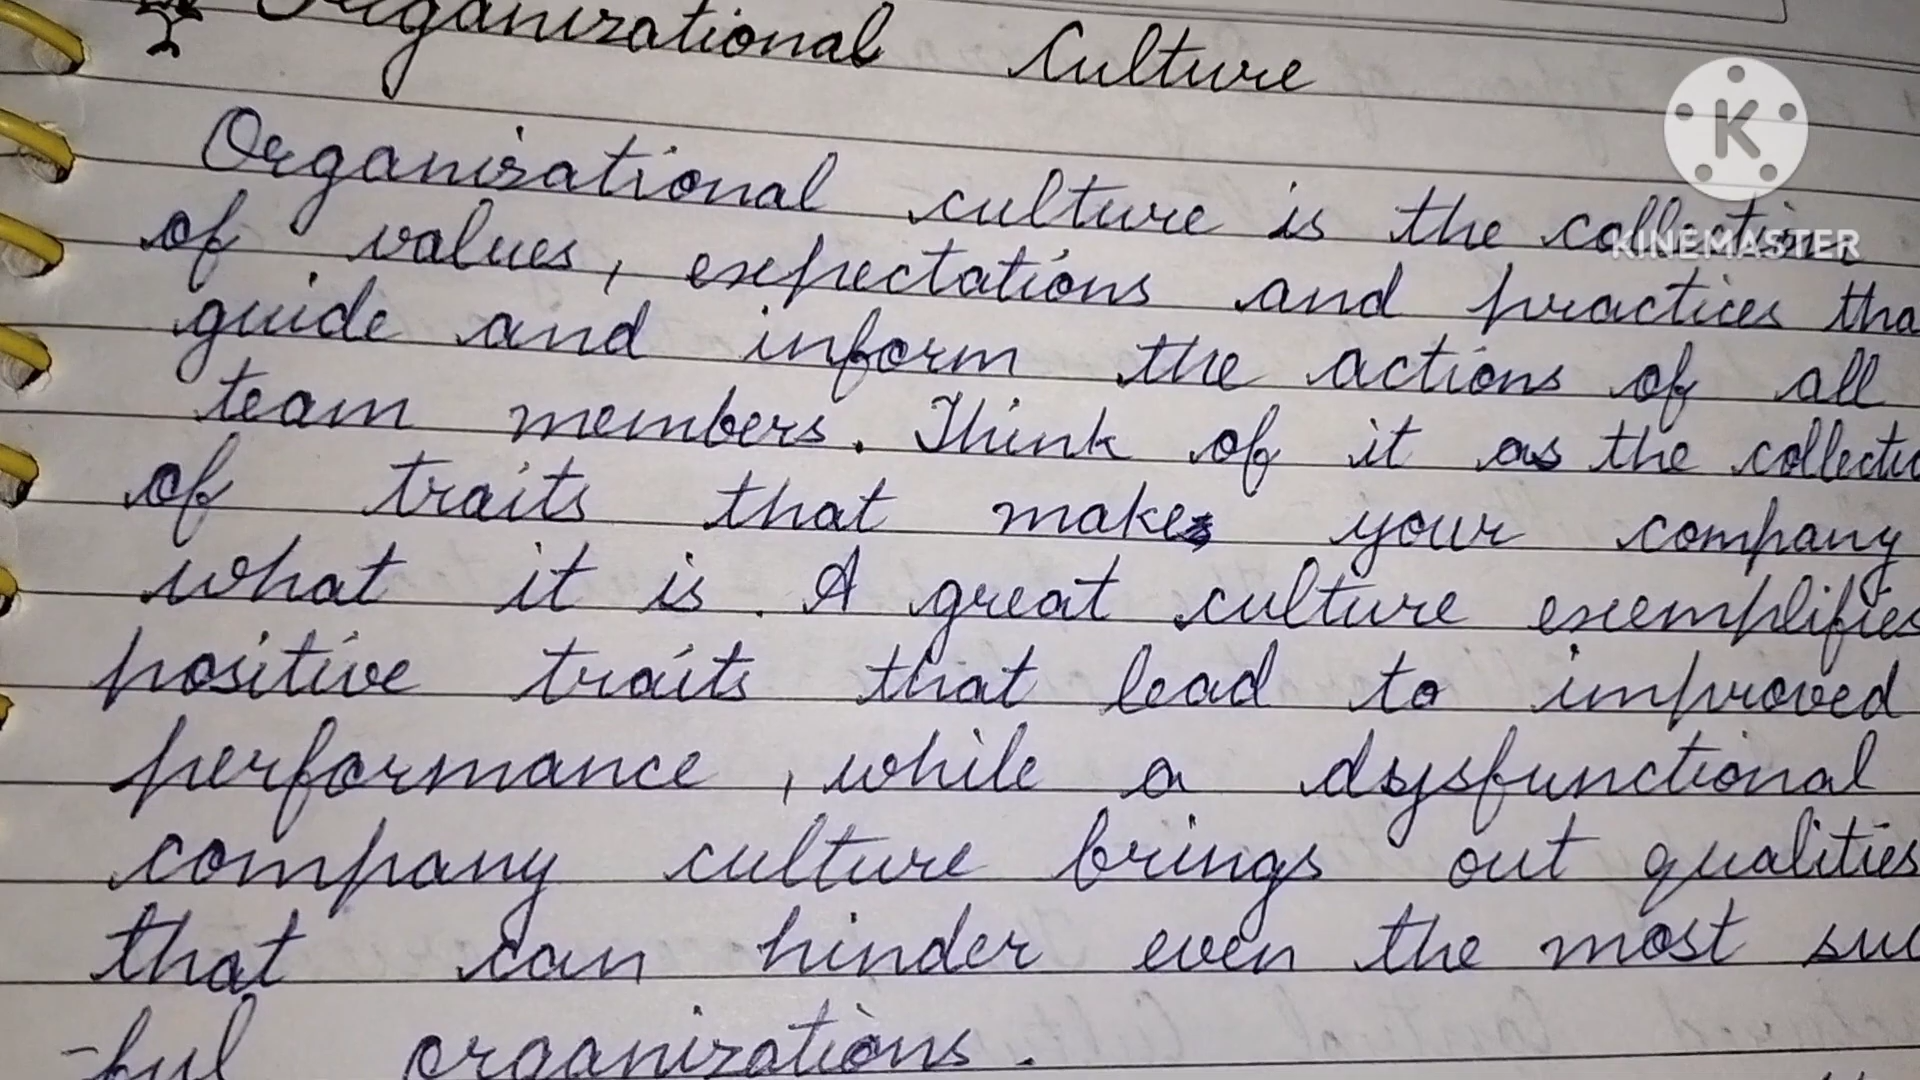 Organizational Culture
Organizational culture is the collection
of values, expectations and practices tha
guide and inform the actions of all
team members. Think of it as the collectio
of traits that makes your company
what it is. A great culture exemplifies
positive traits that lead to improved
performance, while a dysfunctional
company culture brings out qualities
that can hinder even the most suc
-ful organizations.
K
KINEMASTER